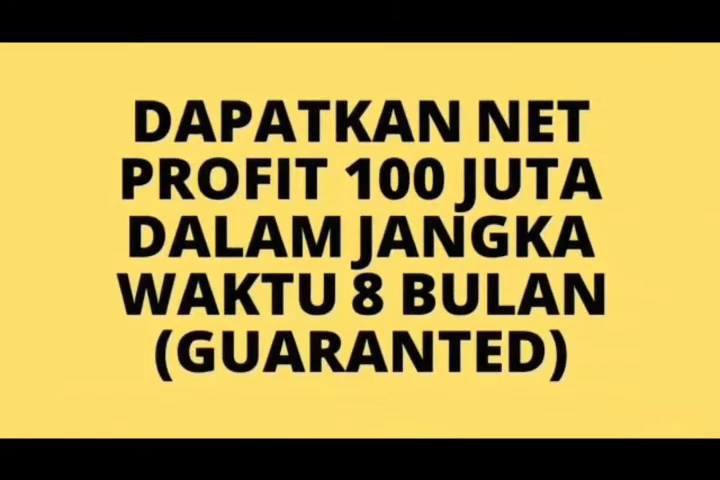 DAPATKAN NET
PROFIT 100 JUTA
DALAM JANGKA
WAKTU 8 BULAN
(GUARANTED)